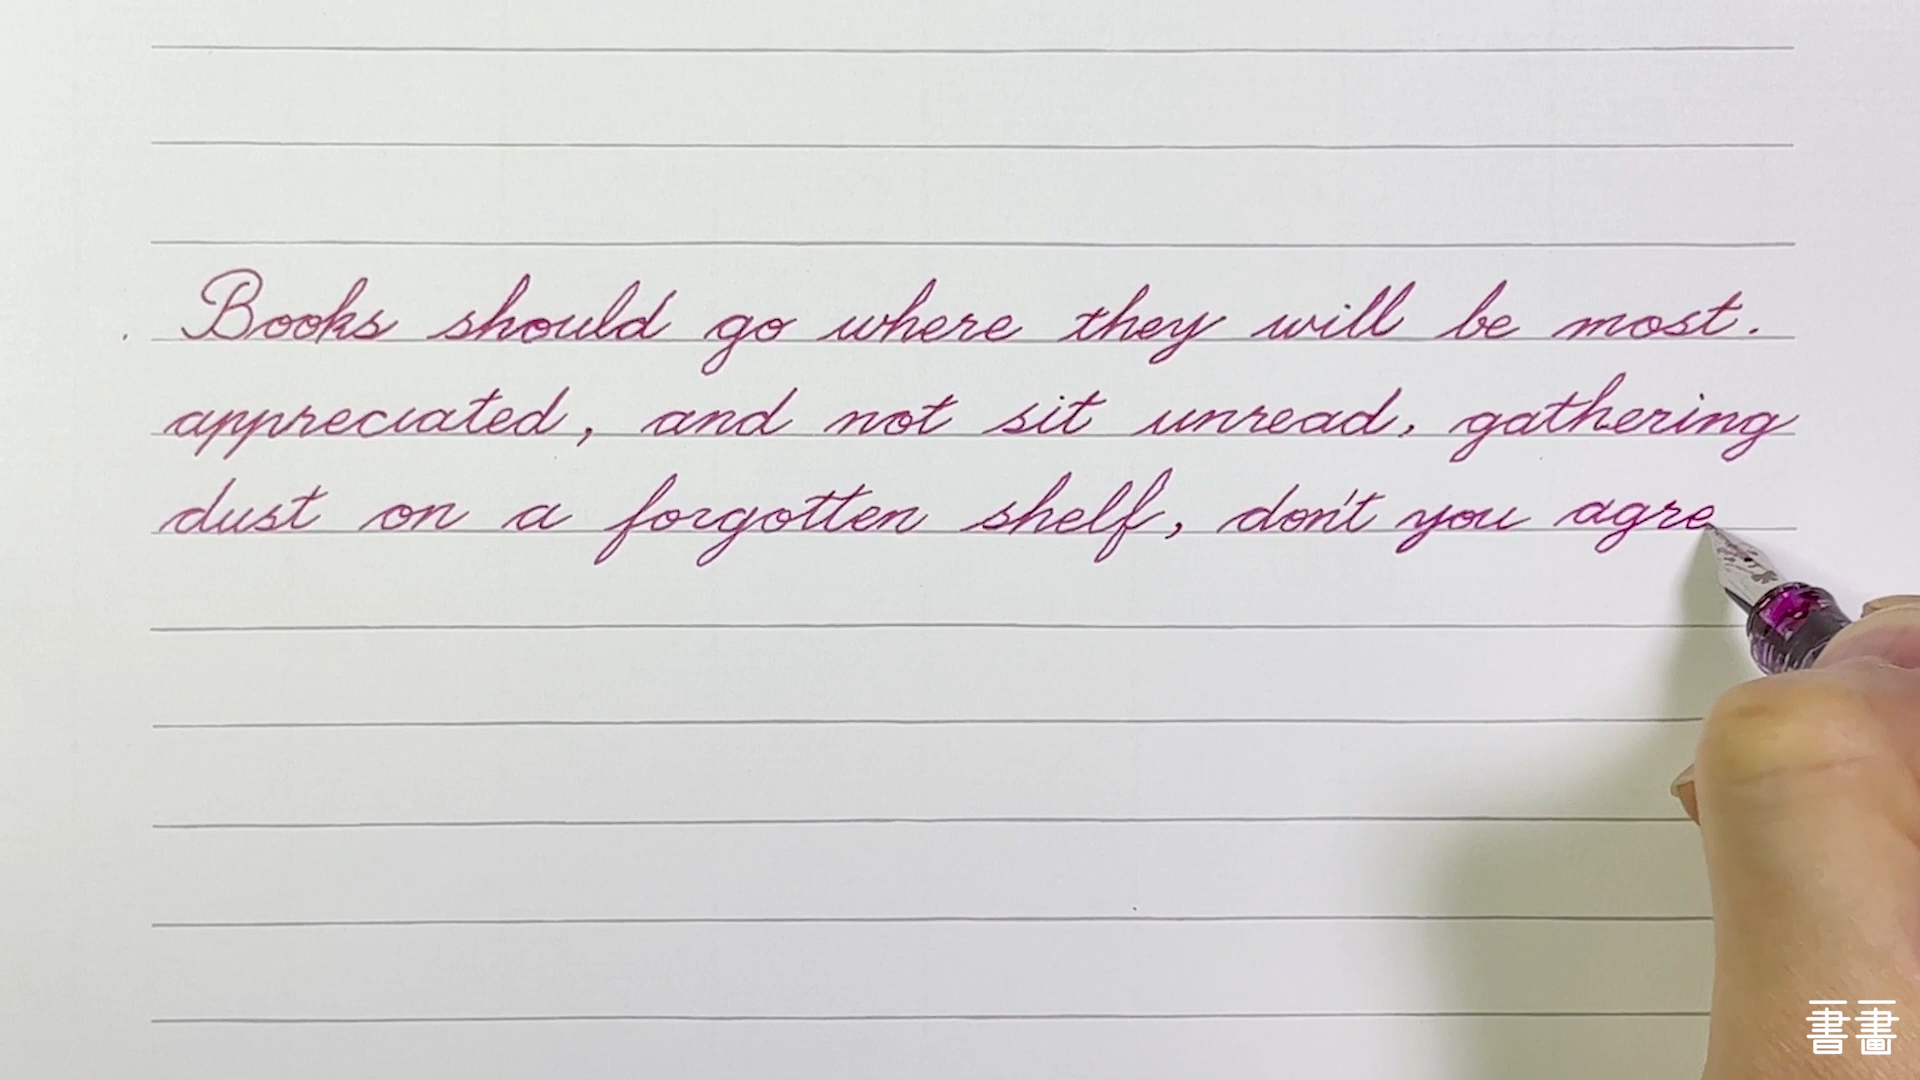 Books should go where they will be most.
appreciated, and not sit unread, gathering
dust on a forgotten shelf, don't you agre
書畫